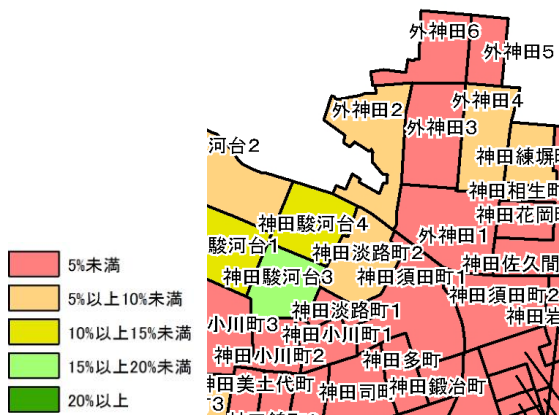 外神田6
外神田5
外神田2
外神田4
外神田3
河台2
神田練塀
神田相生
神田花岡
神田駿河台4
外神田1
駿河台1
神田淡路町2
神田佐久間
神田駿河台3
神田須田町1
神田須田町2
神田淡路町1
神田岩
小川町3
神田小川町1
神田小川町2
神田多町
神田美土代町
神田司町
神田鍛冶町
5%未満
5%以上10%未満
10%以上15%未満
15%以上20%未満
20%以上